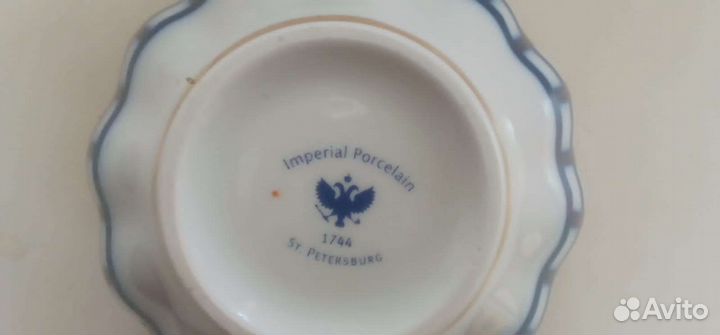 Imperial Porcelain
1744
St. Petersburg
Avito